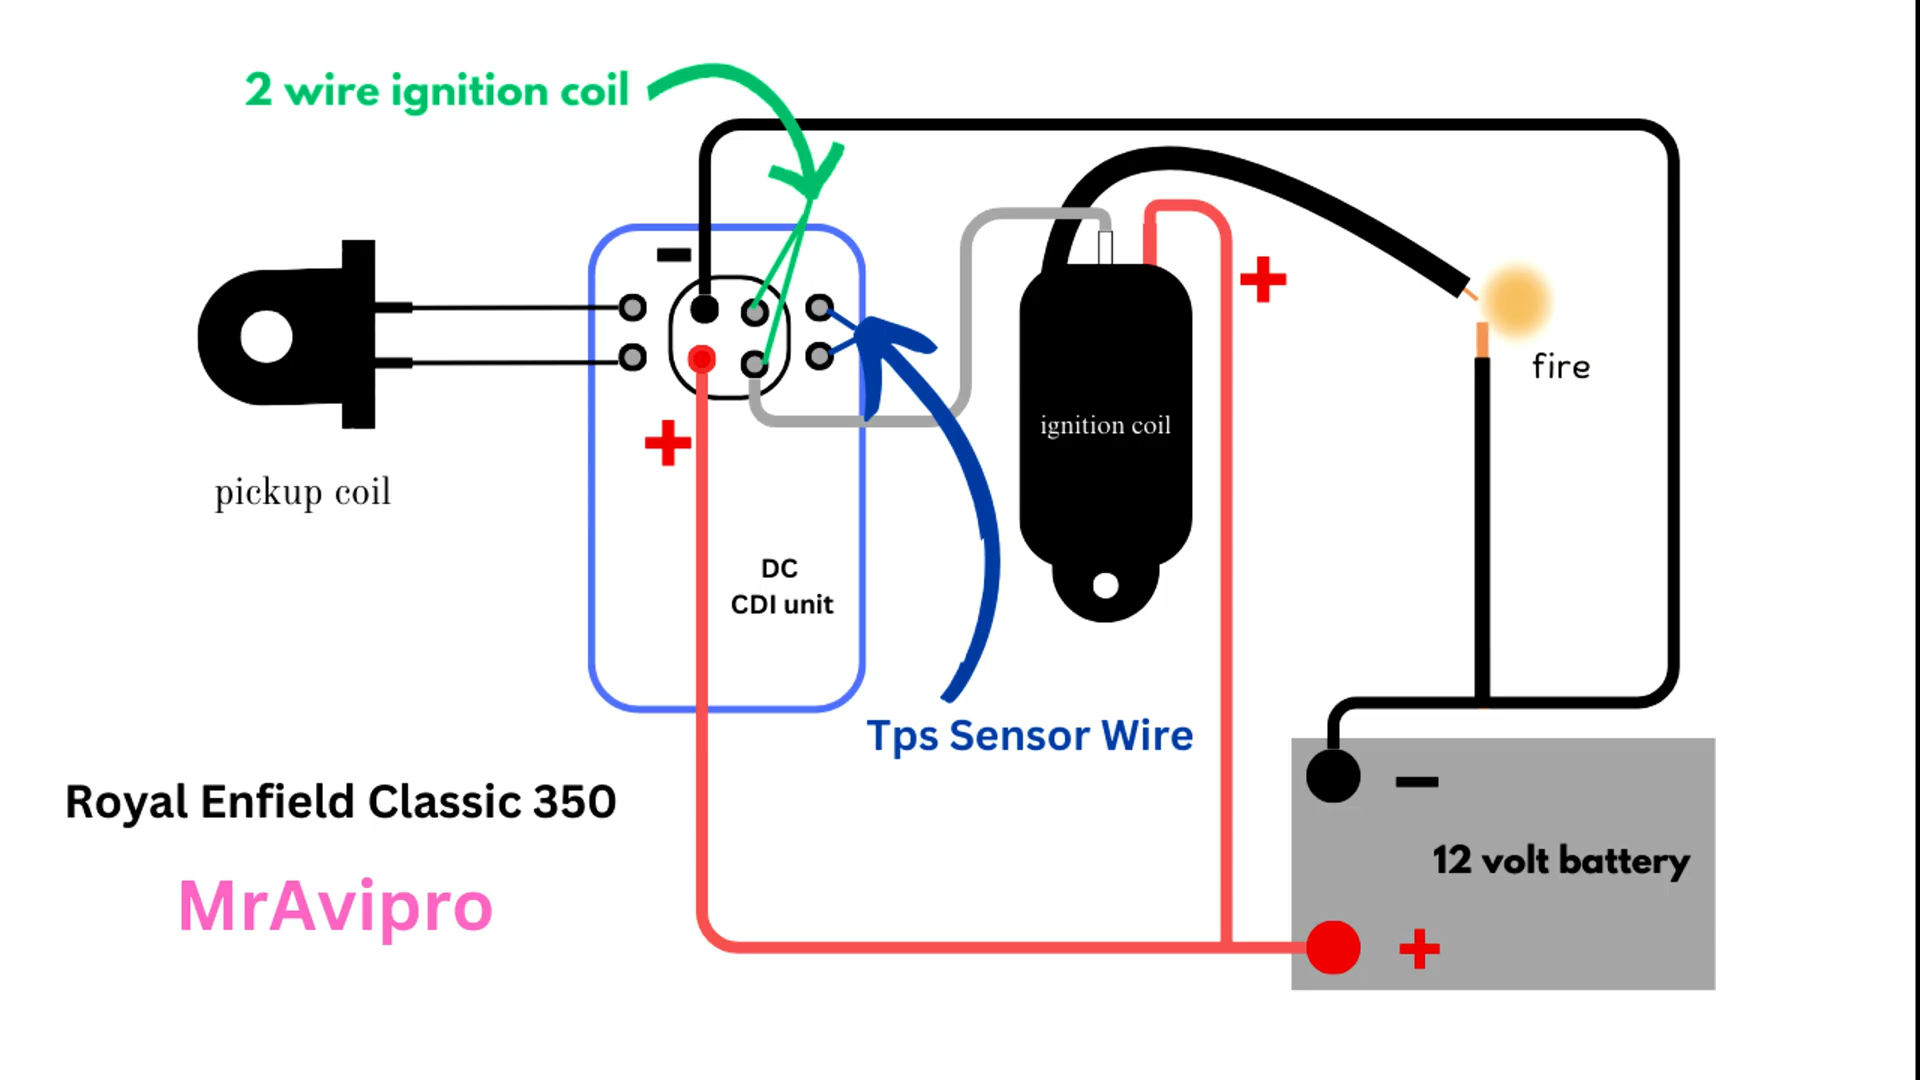 2 wire ignition coil
-
+
fire
ignition coil
+
pickup coil
DC
CDI unit
Tps Sensor Wire
Royal Enfield Classic 350
MrAvipro
-
12 volt battery
+